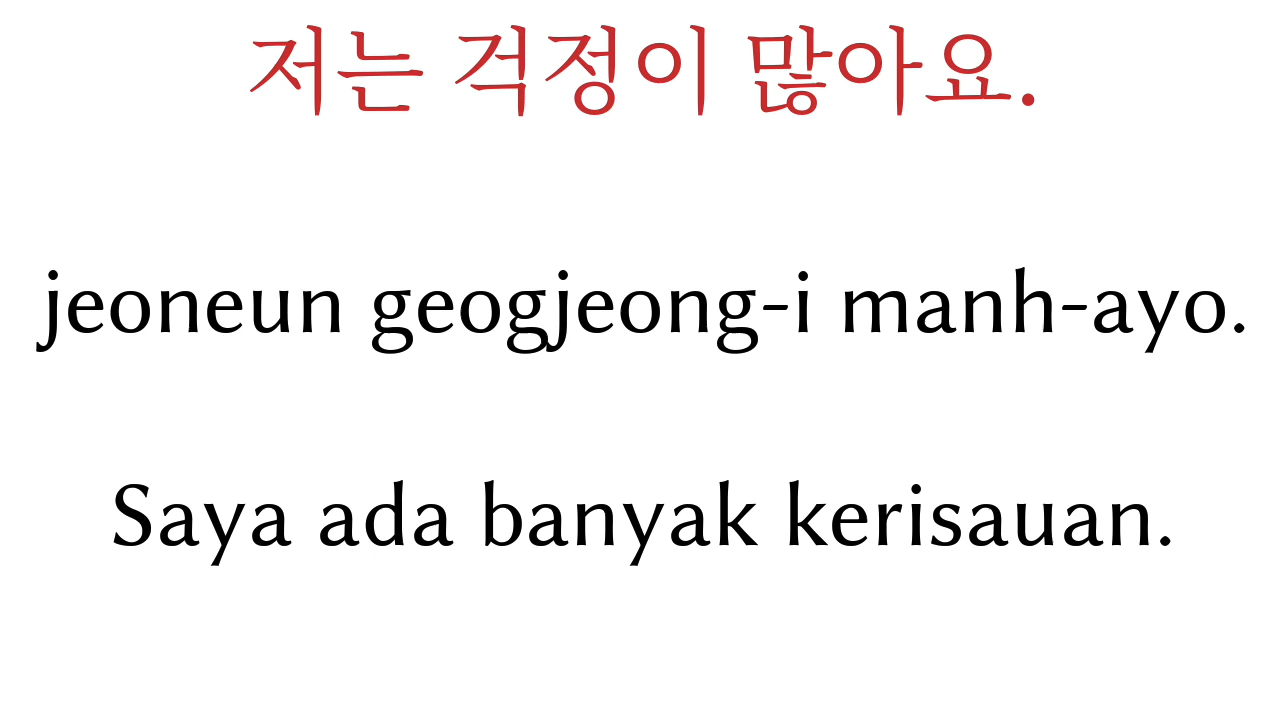 저는 걱정이 많아요.
jeoneun geogjeong-i manh-ayo.
Saya ada banyak kerisauan.